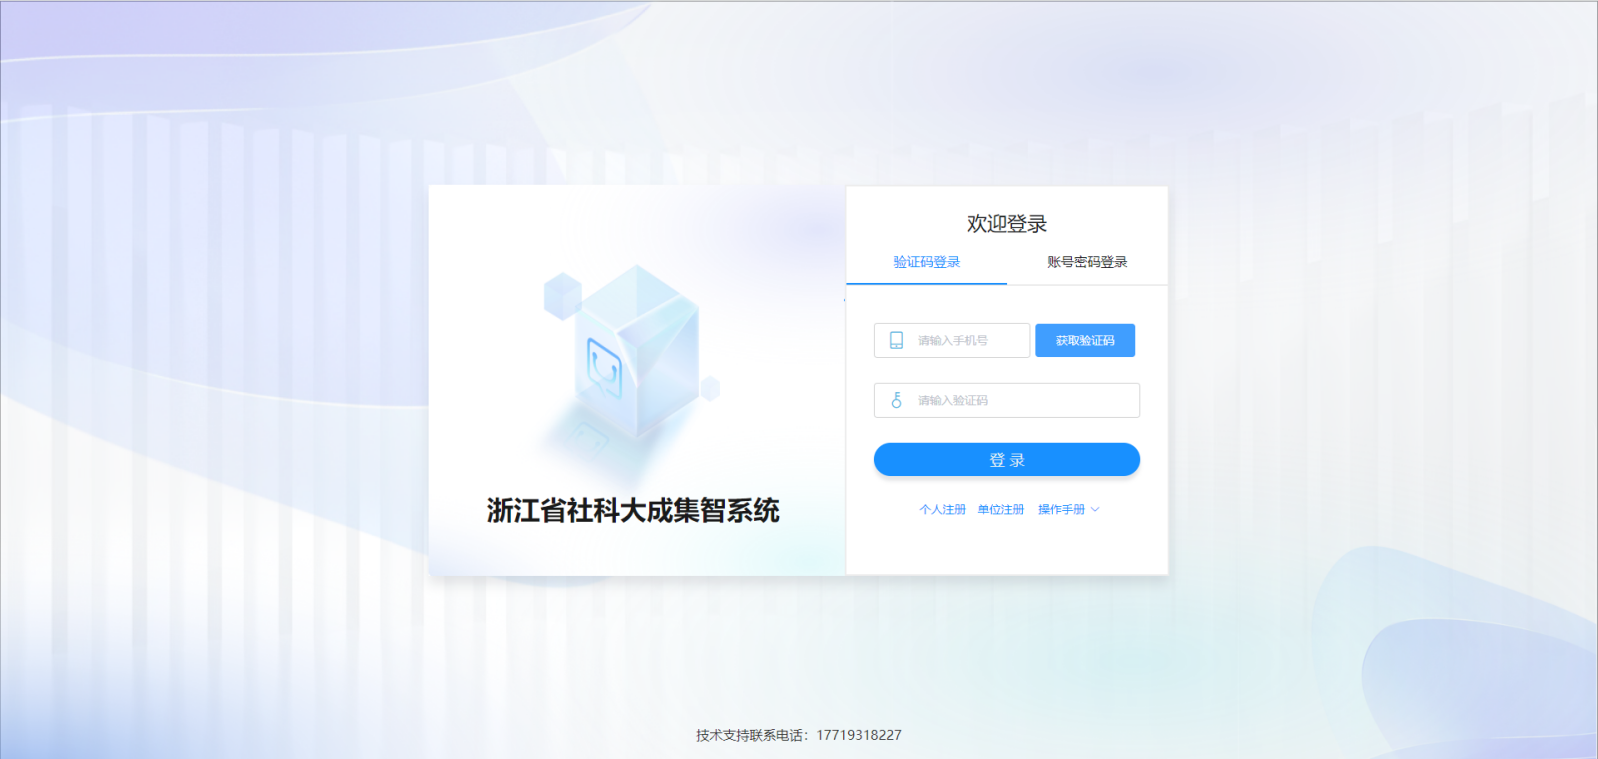 欢迎登录
验证码登录 账号密码登录
请输入手机号 获取验证码
请输入验证码
登录
个人注册 单位注册 操作手册
浙江省社科大成集智系统
技术支持联系电话：17719318227